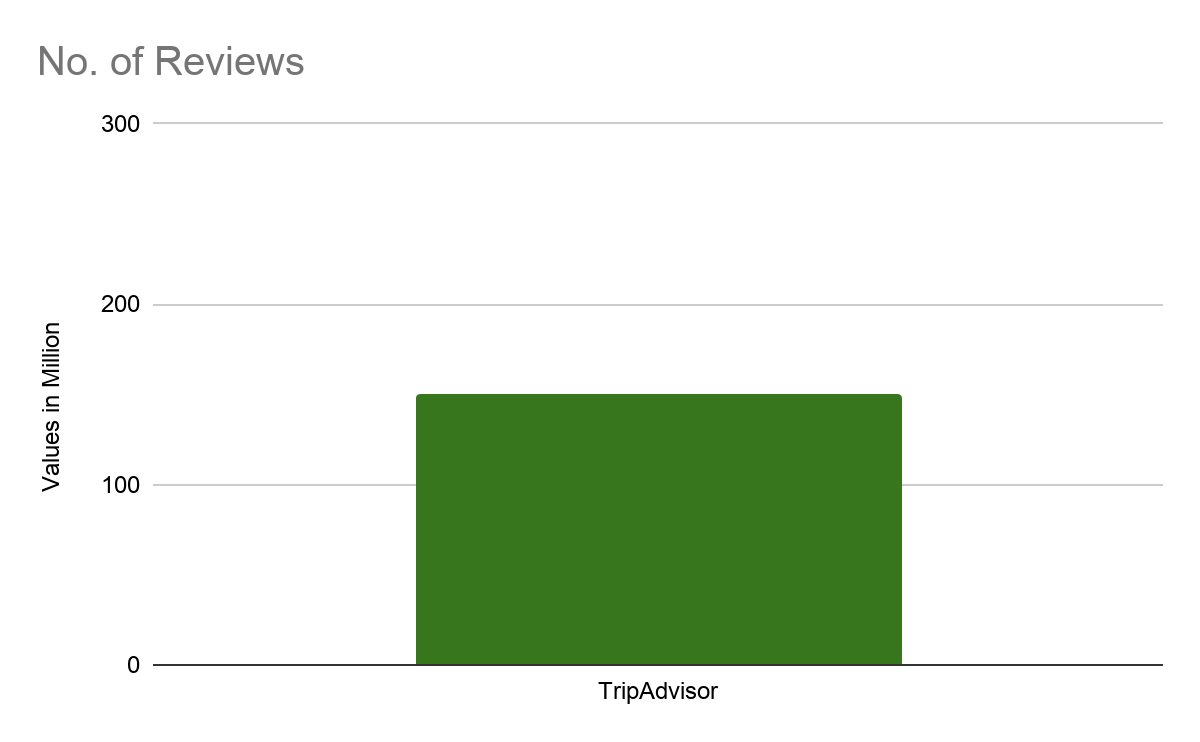 No. of Reviews
300
200
100
0
Values in Million
TripAdvisor